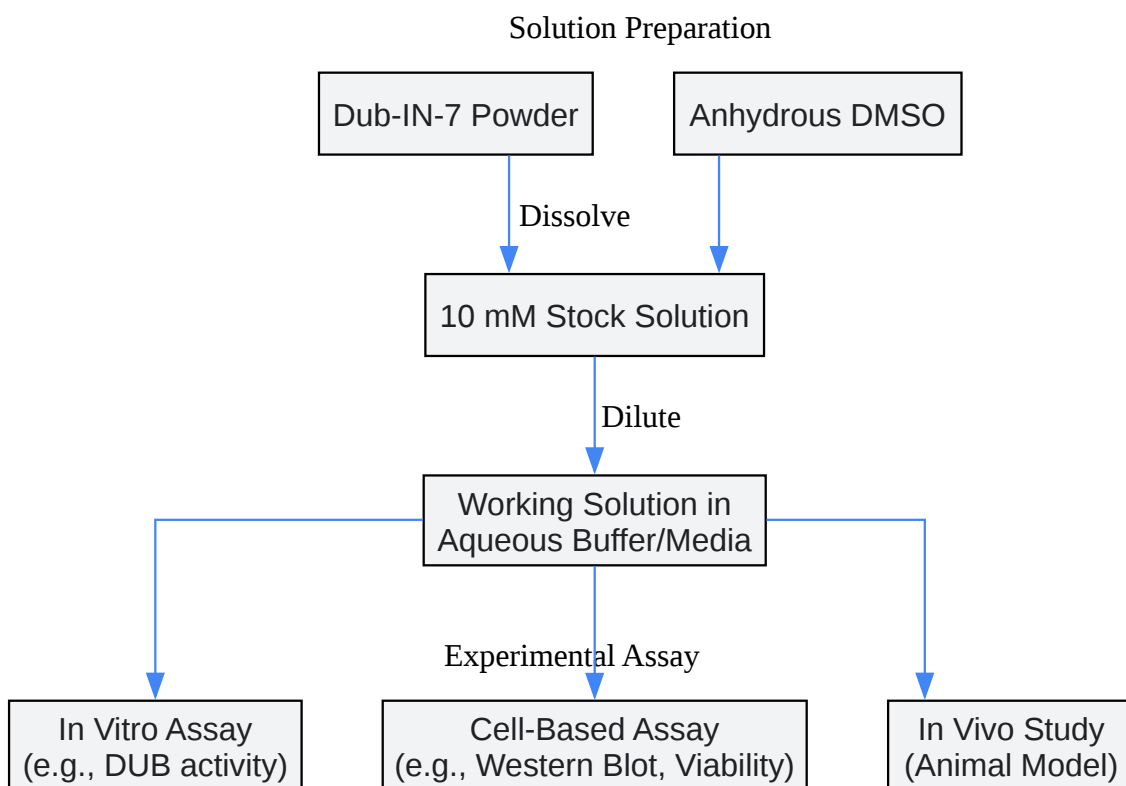 Solution Preparation
Dub-IN-7 Powder
Anhydrous DMSO
Dissolve
10 mM Stock Solution
Dilute
Working Solution in
Aqueous Buffer/Media
Experimental Assay
In Vitro Assay
(e.g., DUB activity)
Cell-Based Assay
(e.g., Western Blot, Viability)
In Vivo Study
(Animal Model)